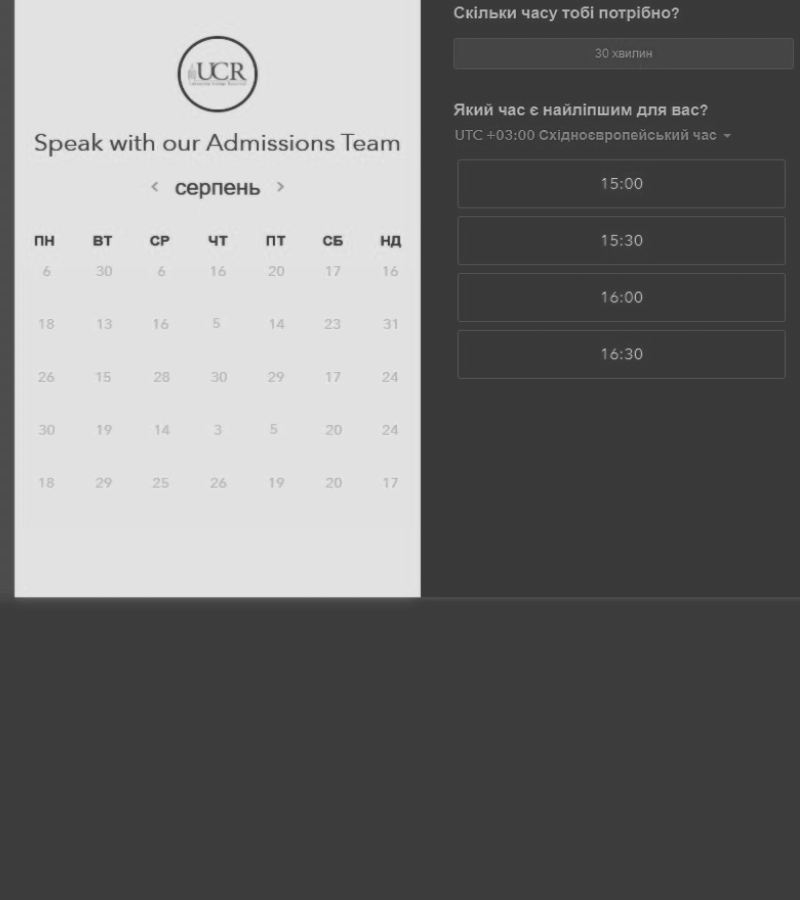 UCR
Speak with our Admissions Team
‹ серпень ›
ПН ВТ СР ЧТ ПТ СБ НД
6 30 6 16 20 17 16
18 13 16 5 14 23 31
26 15 28 30 29 17 24
30 19 14 3 5 20 24
18 29 25 26 19 20 17
Скільки часу тобі потрібно?
30 хвилин
Який час є найліпшим для вас?
UTC +03:00 Східноєвропейський час
15:00
15:30
16:00
16:30